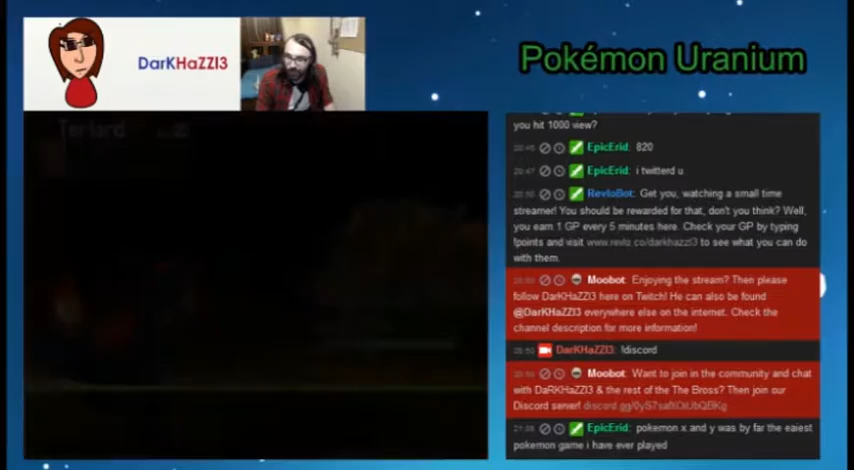 DarKHaZZI3
Pokémon Uranium
Terlard
you hit 1000 view?
EpicErid: 820
EpicErid: i twitterd u.
RevloBot: Get you, watching a small time
streamer! You should be rewarded for that, don't you think? Well,
you earn 1 GP every 5 minutes here. Check your GP by typing
!points and visit www.revlo.co/darkhazzi3 to see what you can do
with them.
Moobot: Enjoying the stream? Then please
follow DarKHaZZI3 here on Twitch! He can also be found
@DarKHaZZI3 everywhere else on the internet. Check the
channel description for more information!
DarKHaZZI3: !discord
Moobot: Want to join in the community and chat
with DaRKHaZZI3 & the rest of the The Bross? Then join our
Discord server!
EpicErid: pokemon x and y was by far the eaiest
pokemon game i have ever played